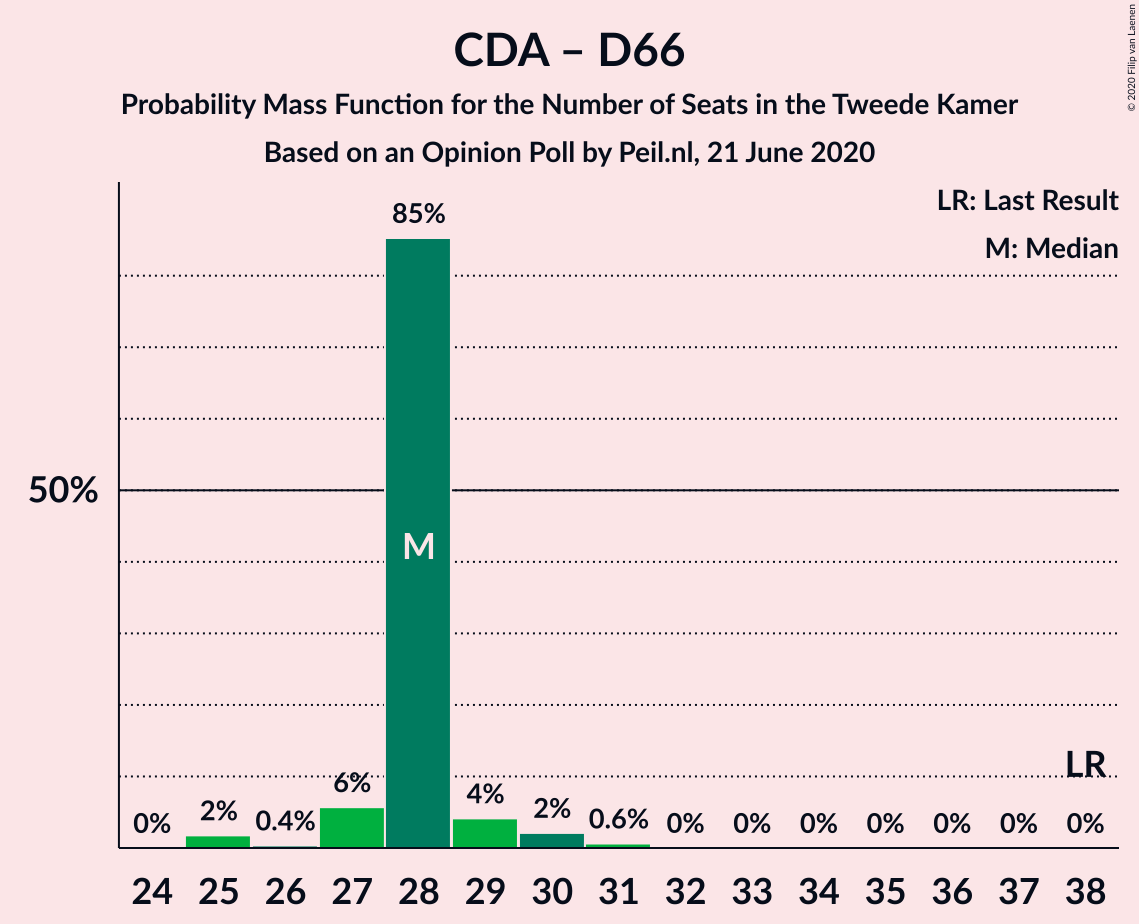 CDA – D66
Probability Mass Function for the Number of Seats in the Tweede Kamer
Based on an Opinion Poll by Peil.nl, 21 June 2020
© 2020 Filip van Laenen
LR: Last Result
M: Median
85%
50%
M
LR
0% 2% 0.4% 6% 4% 2% 0.6% 0% 0% 0% 0% 0% 0% 0%
24 25 26 27 28 29 30 31 32 33 34 35 36 37 38